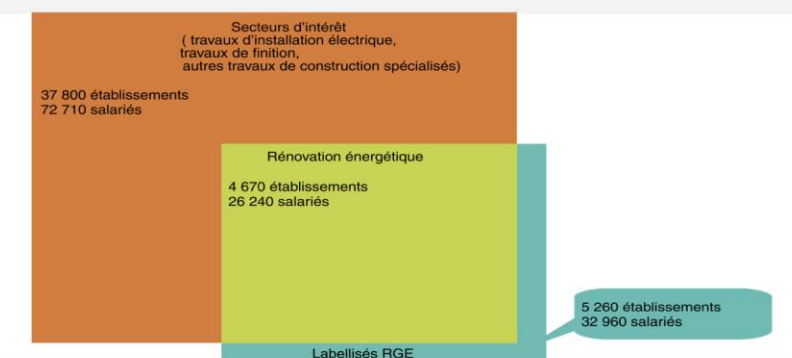 Secteurs d'intérêt
( travaux d'installation électrique,
travaux de finition,
autres travaux de construction spécialisés)
37 800 établissements
72 710 salariés
Rénovation énergétique
4 670 établissements
26 240 salariés
5 260 établissements
32 960 salariés
Labellisés RGE